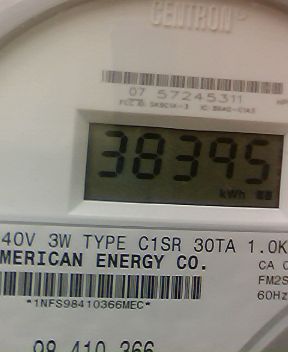 CENTRON
07 57245311
38395
kWh
40V 3W TYPE C1SR 30TA 1.0K
MERICAN ENERGY CO.
CA 0
FM2S
60Hz
*1NFS98410366MEC*
98 410 366